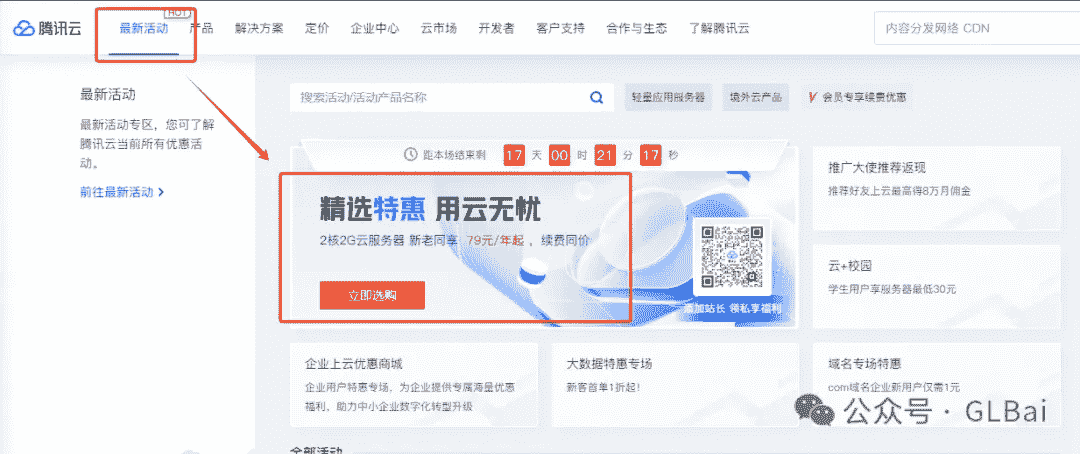 腾讯云
最新活动
HOT
产品
解决方案
定价
企业中心
云市场
开发者
客户支持
合作与生态
了解腾讯云
内容分发网络 CDN
最新活动
最新活动专区，您可了解
腾讯云当前所有优惠活
动。
前往最新活动
搜索活动/活动产品名称
轻量应用服务器
境外云产品
会员专享续费优惠
距本场结束剩 17 天 00 时 21 分 17 秒
精选特惠 用云无忧
2核2G云服务器 新老同享 79元/年起，续费同价
立即选购
添加站长 领私享福利
推广大使推荐返现
推荐好友上云最高得8万月佣金
云+校园
学生用户享服务器最低30元
企业上云优惠商城
企业用户特惠专场，为企业提供专属海量优惠
福利，助力中小企业数字化转型升级
大数据特惠专场
新客首单1折起！
域名专场特惠
com域名企业新用户仅需1元
公众号 · GLBai
全部活动